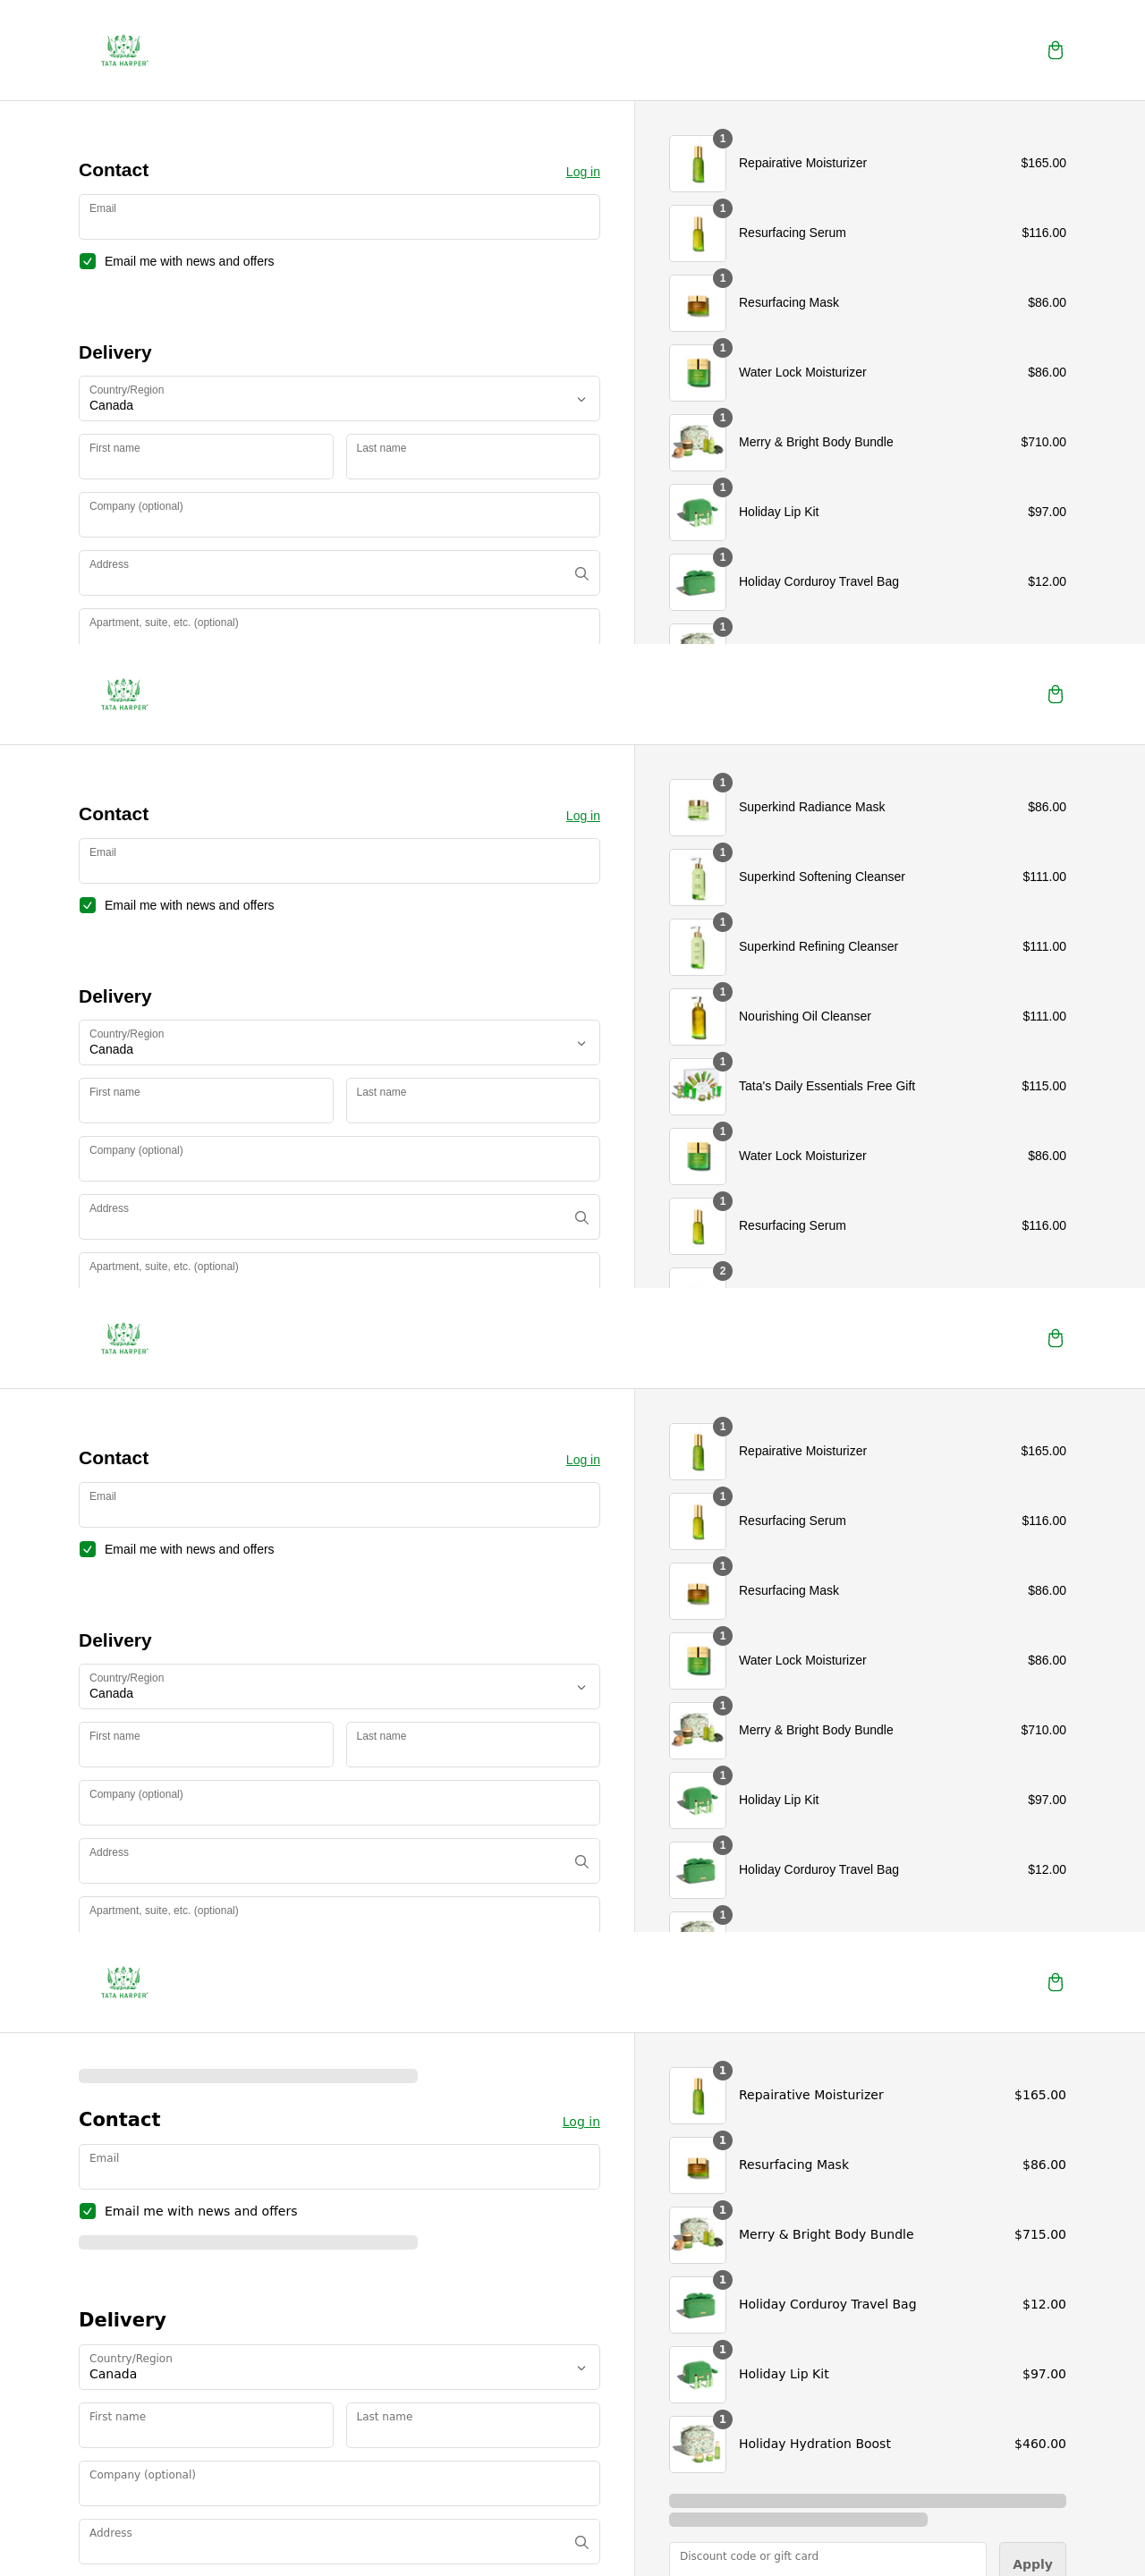 TATA HARPER
Contact
Log in
Email
Email me with news and offers
Delivery
Country/Region
Canada
First name
Last name
Company (optional)
Address
Apartment, suite, etc. (optional)
1
Repairative Moisturizer
$165.00
1
Resurfacing Serum
$116.00
1
Resurfacing Mask
$86.00
1
Water Lock Moisturizer
$86.00
1
Merry & Bright Body Bundle
$710.00
1
Holiday Lip Kit
$97.00
1
Holiday Corduroy Travel Bag
$12.00
1
TATA HARPER
Contact
Log in
Email
Email me with news and offers
Delivery
Country/Region
Canada
First name
Last name
Company (optional)
Address
Apartment, suite, etc. (optional)
1
Superkind Radiance Mask
$86.00
1
Superkind Softening Cleanser
$111.00
1
Superkind Refining Cleanser
$111.00
1
Nourishing Oil Cleanser
$111.00
1
Tata's Daily Essentials Free Gift
$115.00
1
Water Lock Moisturizer
$86.00
1
Resurfacing Serum
$116.00
2
TATA HARPER
Contact
Log in
Email
Email me with news and offers
Delivery
Country/Region
Canada
First name
Last name
Company (optional)
Address
Apartment, suite, etc. (optional)
1
Repairative Moisturizer
$165.00
1
Resurfacing Serum
$116.00
1
Resurfacing Mask
$86.00
1
Water Lock Moisturizer
$86.00
1
Merry & Bright Body Bundle
$710.00
1
Holiday Lip Kit
$97.00
1
Holiday Corduroy Travel Bag
$12.00
1
TATA HARPER
Contact
Log in
Email
Email me with news and offers
Delivery
Country/Region
Canada
First name
Last name
Company (optional)
Address
1
Repairative Moisturizer
$165.00
1
Resurfacing Mask
$86.00
1
Merry & Bright Body Bundle
$715.00
1
Holiday Corduroy Travel Bag
$12.00
1
Holiday Lip Kit
$97.00
1
Holiday Hydration Boost
$460.00
Discount code or gift card
Apply